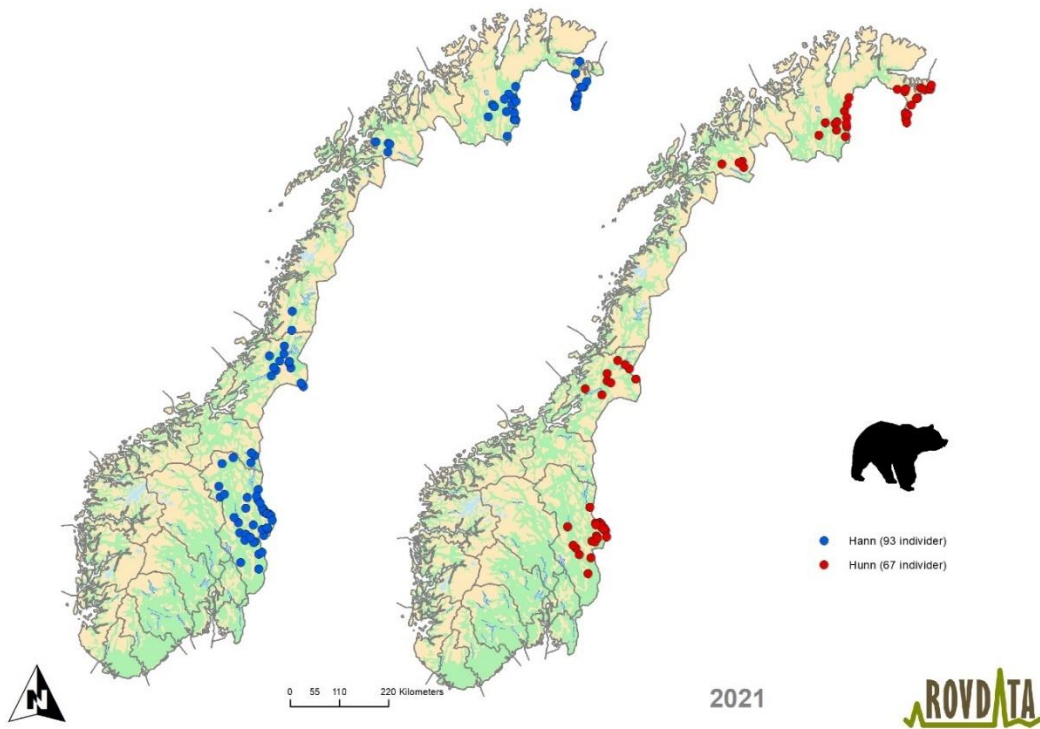 Hann (93 individer)
Hunn (67 individer)
N
0 55 110 220 Kilometers
2021
ROVDATA